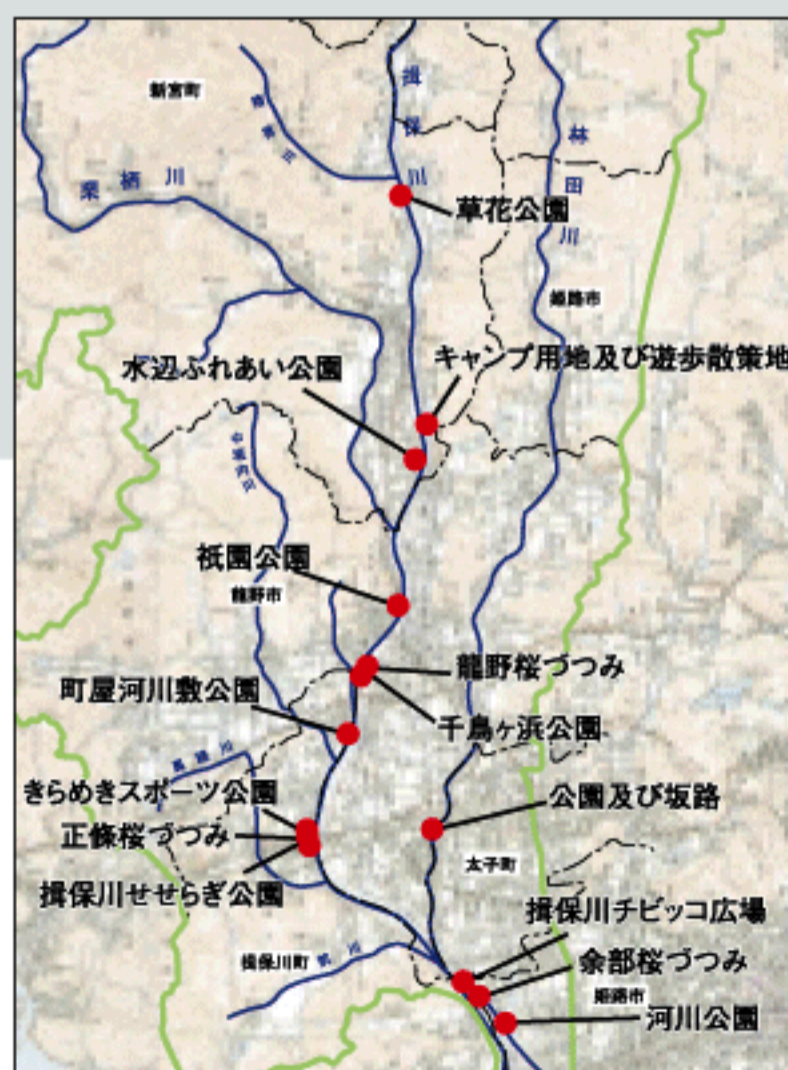 新宮町
揖保川
栗栖川
林田川
草花公園
姫路市
キャンプ用地及び遊歩散策地
水辺ふれあい公園
祇園公園
龍野市
龍野桜づつみ
町屋河川敷公園
千鳥ヶ浜公園
きらめきスポーツ公園
公園及び坂路
正條桜づつみ
太子町
揖保川せせらぎ公園
揖保川チビッコ広場
揖保川町
余部桜づつみ
姫路市
河川公園